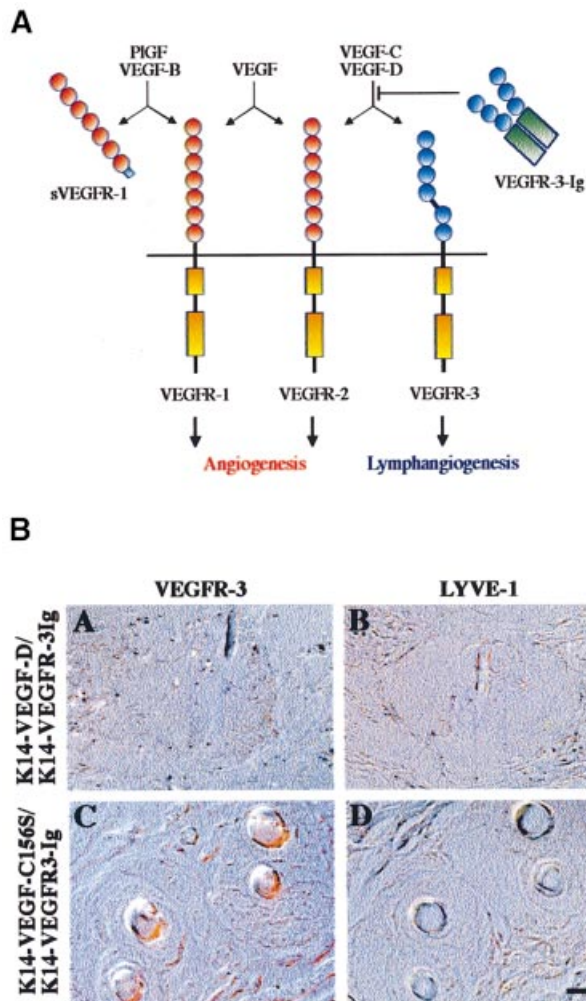 A
PlGF
VEGF-B
VEGF
VEGF-C
VEGF-D
sVEGFR-1
VEGFR-3-Ig
VEGFR-1
VEGFR-2
VEGFR-3
Angiogenesis
Lymphangiogenesis
B
VEGFR-3
LYVE-1
K14-VEGF-D/
K14-VEGFR-3Ig
A
B
K14-VEGF-C156S/
K14-VEGFR3-Ig
C
D